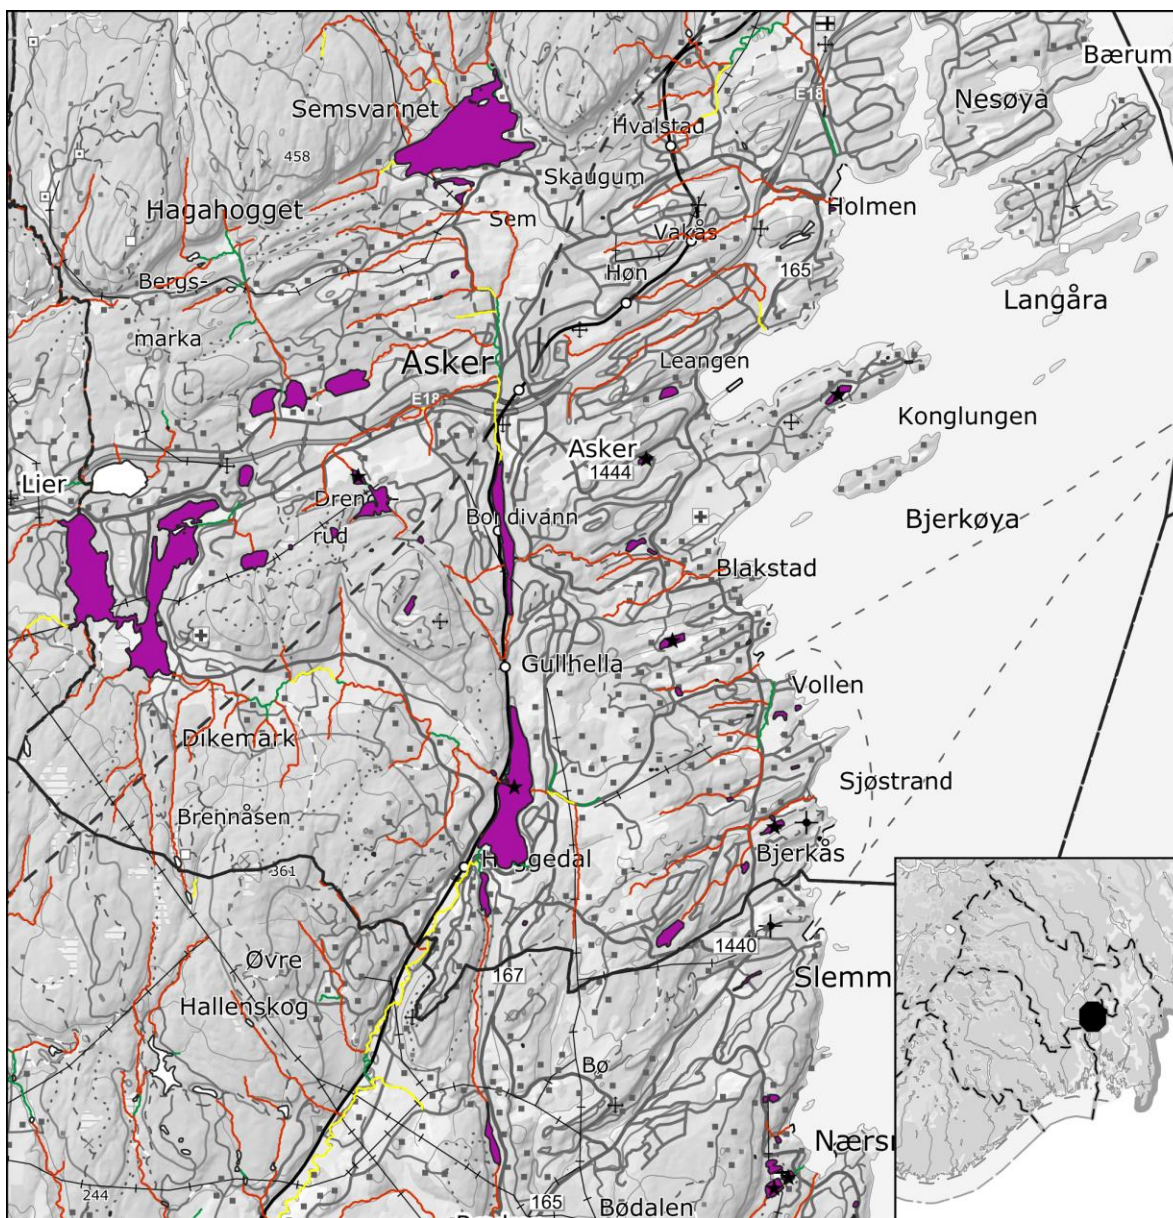 Bærum
Nesøya
E18
Semsvannet
Hvalstad
458
Skaugum
Hagahogget
Sem
Holmen
Vakås
Bergs-
Høn
165
Langåra
marka
Leangen
Asker
E18
Konglungen
Asker
1444
Lier
Bondivann
Bjerkøya
rud
Blakstad
Gullhella
Vollen
Dikemark
Sjøstrand
Brennåsen
Bjerkås
361
1440
Øvre
167
Slemm
Hallenskog
Bø
Nærsn
244
165
Bødalen